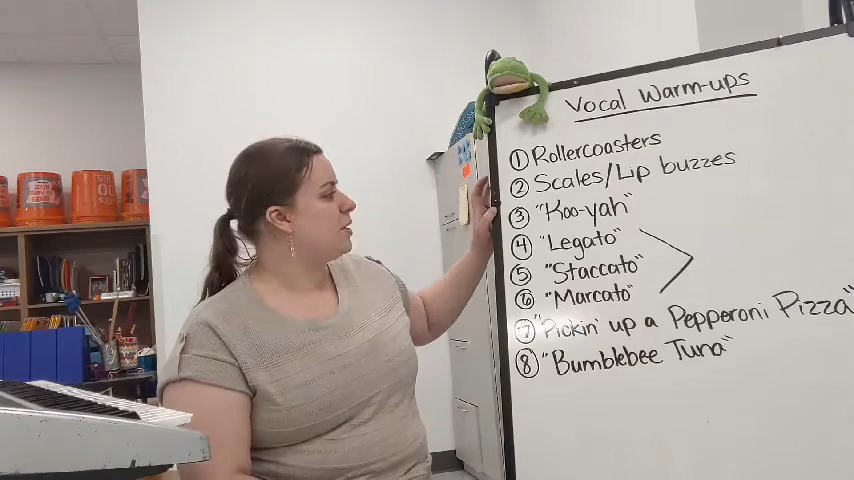 Vocal Warm-ups
① Rollercoasters
② Scales/Lip buzzes
③ "Koo-yah"
④ "Legato"
⑤ "Staccato"
⑥ "Marcato"
⑦ "Pickin' up a Pepperoni Pizza"
⑧ "Bumblebee Tuna"